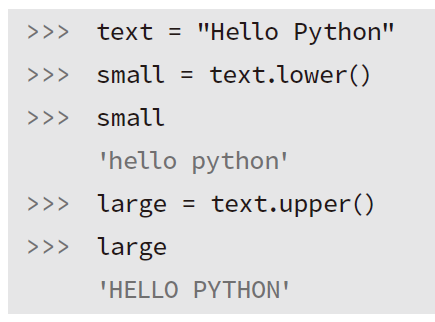 >>> text = "Hello Python"
>>> small = text.lower()
>>> small
'hello python'
>>> large = text.upper()
>>> large
'HELLO PYTHON'